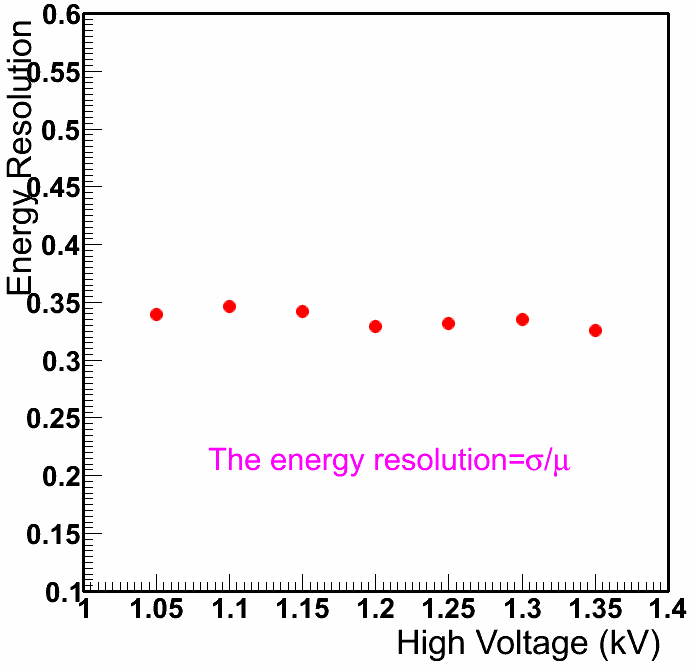 Energy Resolution
0.6
0.55
0.5
0.45
0.4
0.35
0.3
0.25
0.2
0.15
0.1
The energy resolution=σ/μ
1 1.05 1.1 1.15 1.2 1.25 1.3 1.35 1.4
High Voltage (kV)